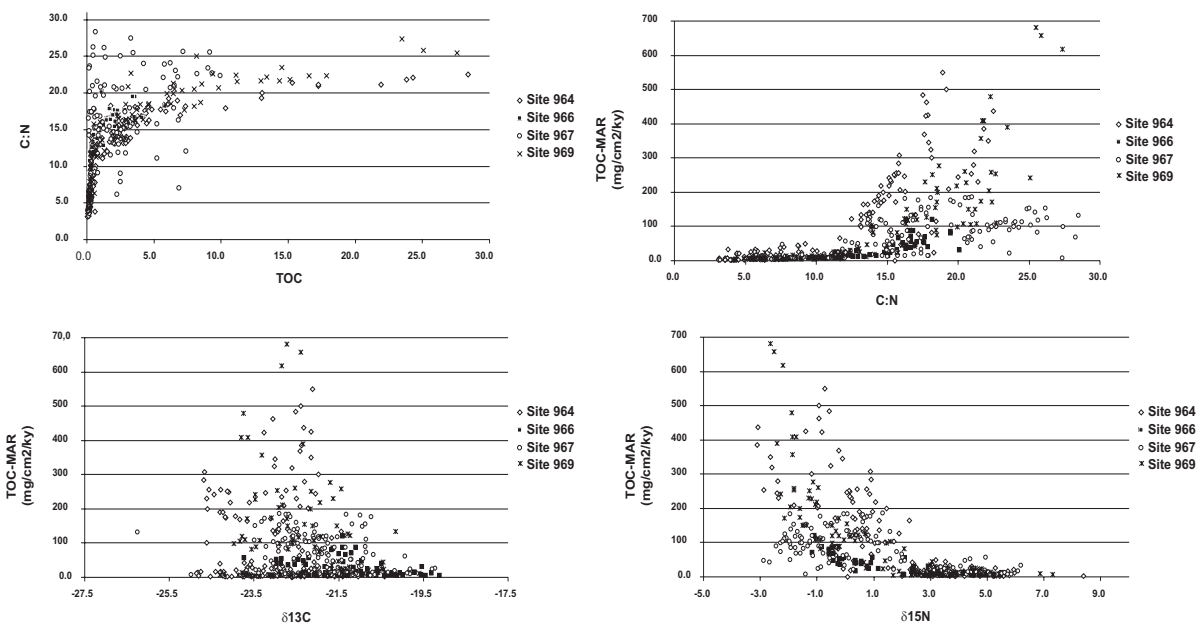 30.0
25.0
20.0
15.0
10.0
5.0
0.0
C:N
0.0 5.0 10.0 15.0 20.0 25.0 30.0
TOC
Site 964
Site 966
Site 967
Site 969
700
600
500
400
300
200
100
0.0
TOC-MAR
(mg/cm2/ky)
0.0 5.0 10.0 15.0 20.0 25.0 30.0
C:N
Site 964
Site 966
Site 967
Site 969
70,0
600
500
400
300
200
100
0.0
TOC-MAR
(mg/cm2/ky)
-27.5 -25.5 -23.5 -21.5 -19.5 -17.5
δ13C
Site 964
Site 966
Site 967
Site 969
700
600
500
400
300
200
100
0.0
TOC-MAR
(mg/cm2/ky)
-5.0 -3.0 -1.0 1.0 3.0 5.0 7.0 9.0
δ15N
Site 964
Site 966
Site 967
Site 969